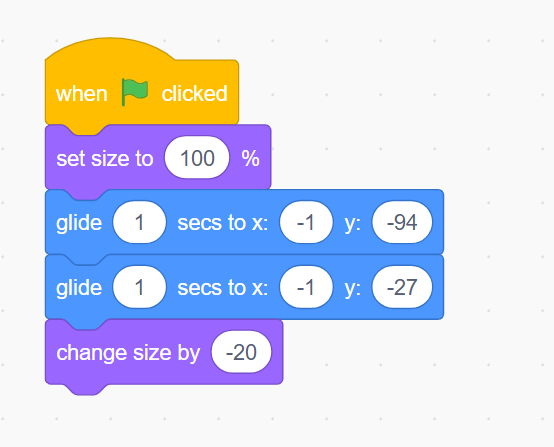 when clicked
set size to 100 %
glide 1 secs to x: -1 y: -94
glide 1 secs to x: -1 y: -27
change size by -20